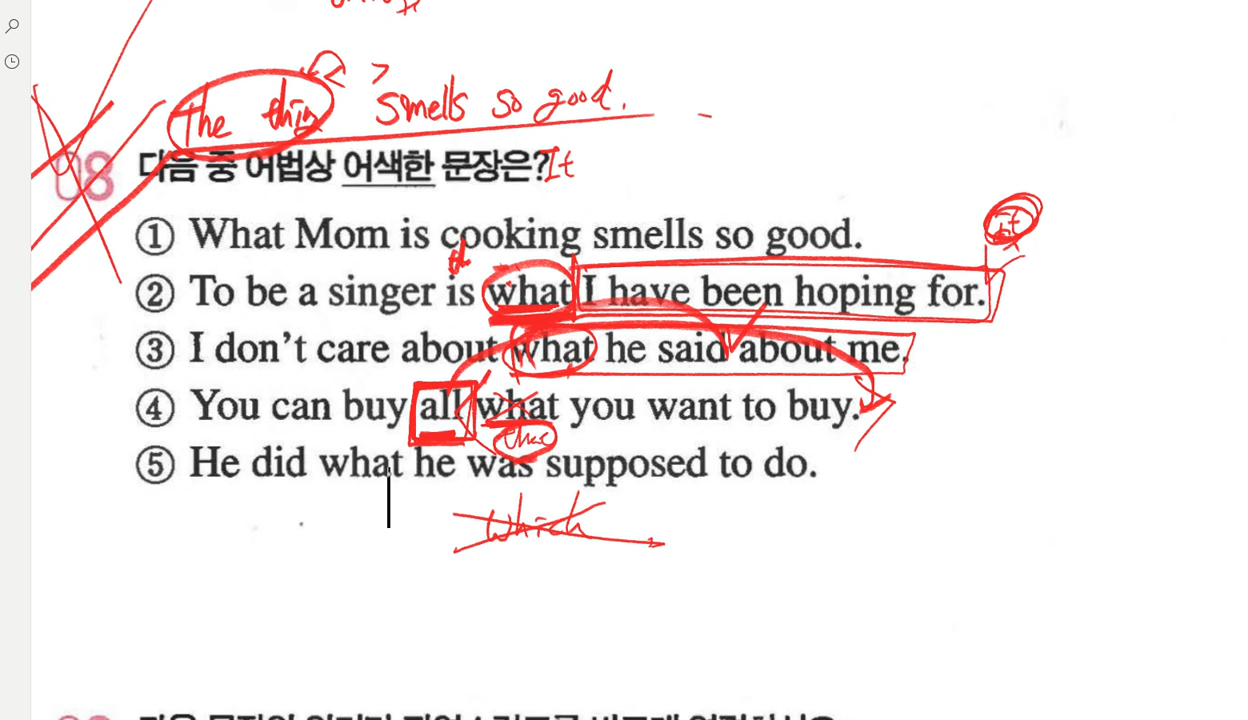 the thing smells so good.
08 다음 중 어법상 어색한 문장은? It
① What Mom is cooking smells so good.
② To be a singer is what I have been hoping for.
③ I don't care about what he said about me.
④ You can buy all what you want to buy.
that
⑤ He did what he was supposed to do.
which